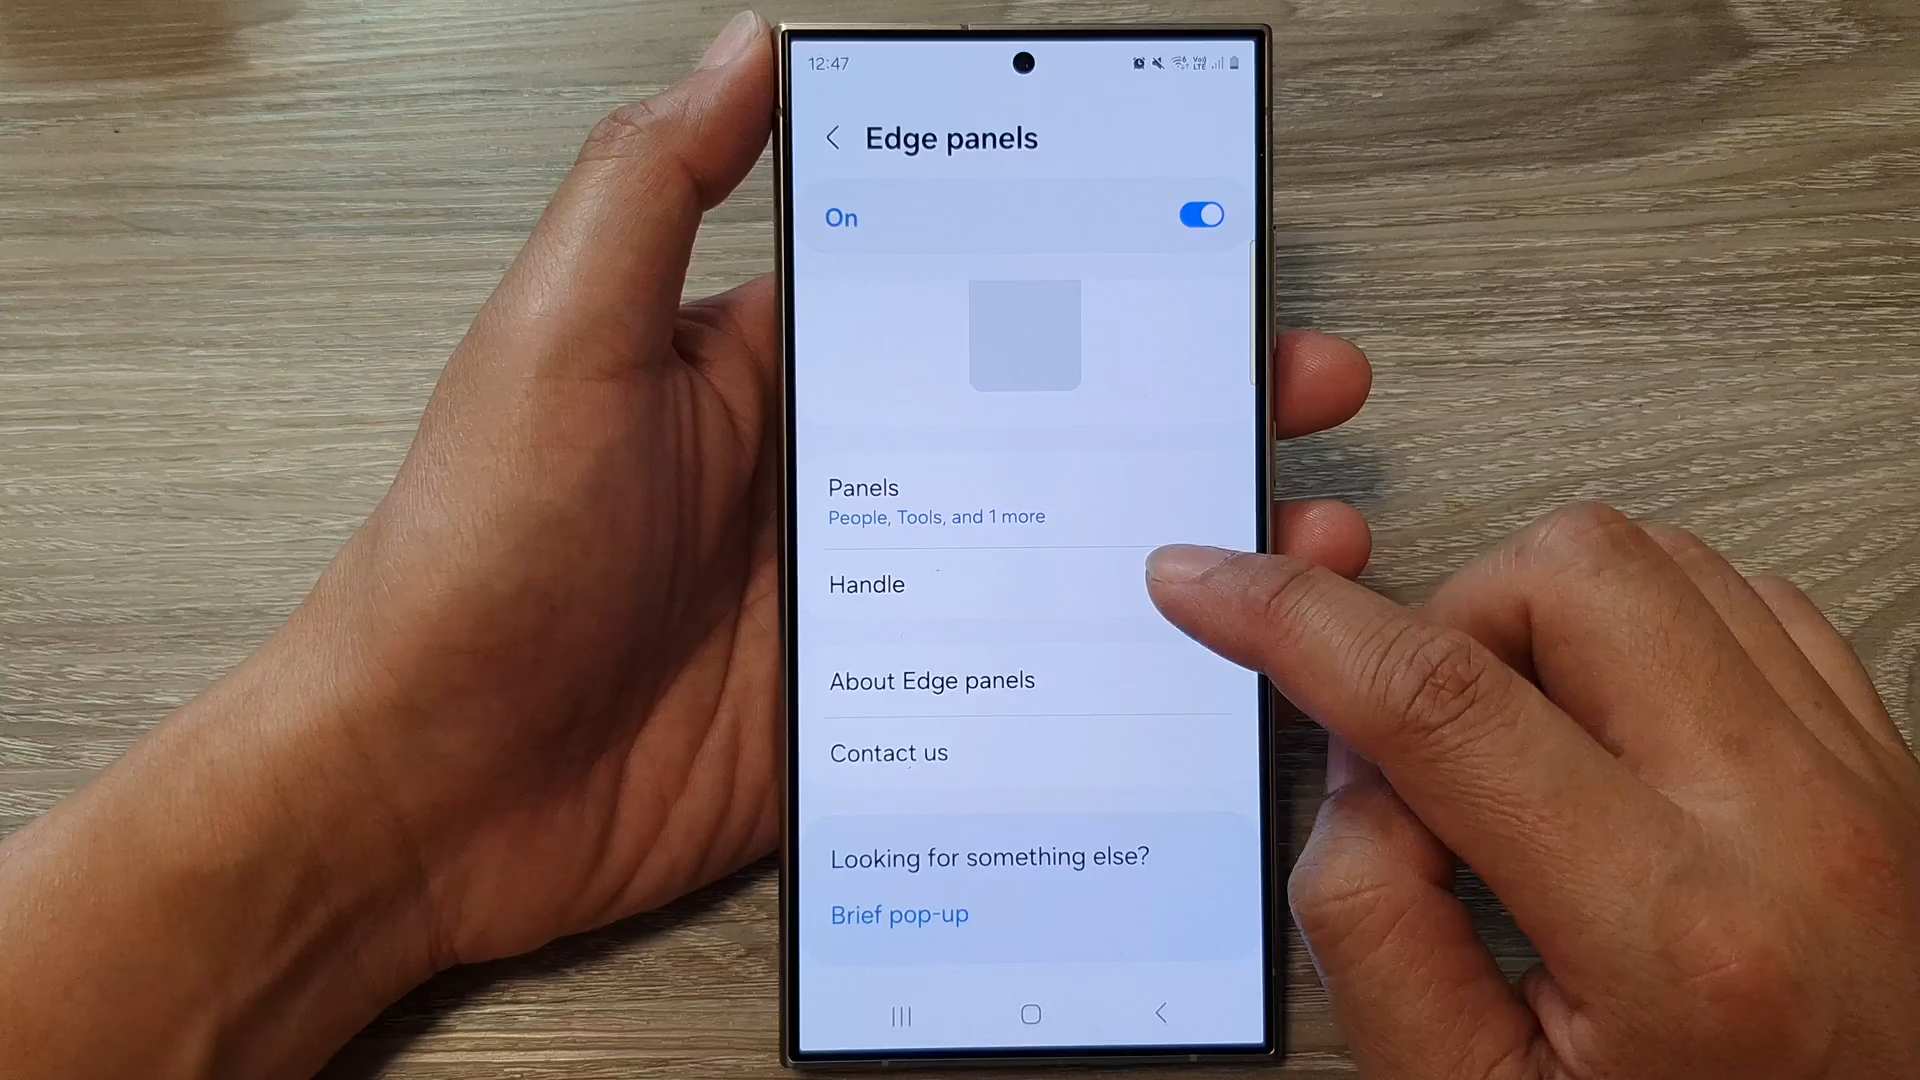 12:47
Edge panels
On
Panels
People, Tools, and 1 more
Handle
About Edge panels
Contact us
Looking for something else?
Brief pop-up